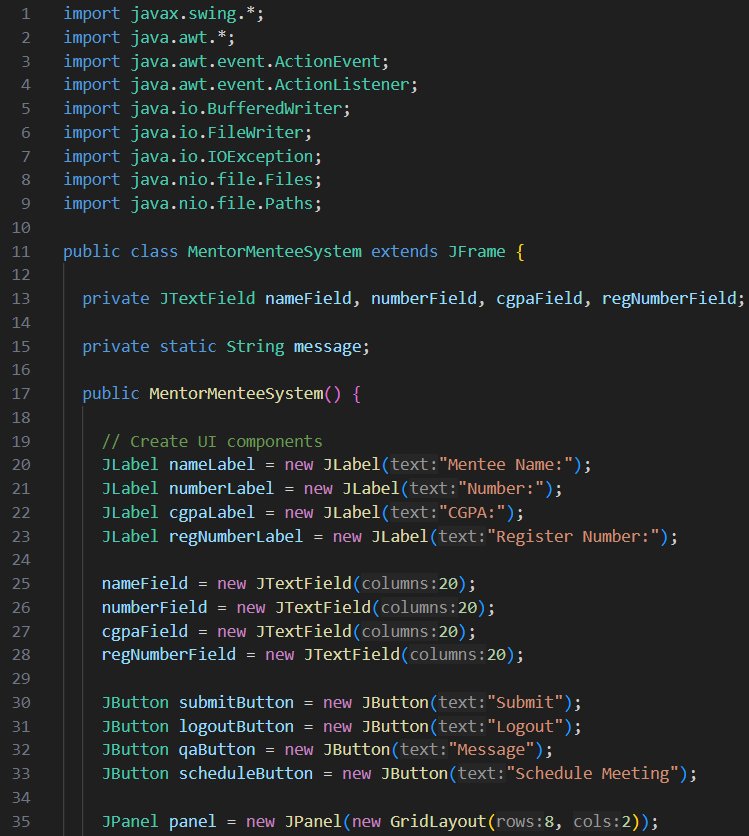 1 import javax.swing.*;
2 import java.awt.*;
3 import java.awt.event.ActionEvent;
4 import java.awt.event.ActionListener;
5 import java.io.BufferedWriter;
6 import java.io.FileWriter;
7 import java.io.IOException;
8 import java.nio.file.Files;
9 import java.nio.file.Paths;
10
11 public class MentorMenteeSystem extends JFrame {
12
13 private JTextField nameField, numberField, cgpaField, regNumberField;
14
15 private static String message;
16
17 public MentorMenteeSystem() {
18
19 // Create UI components
20 JLabel nameLabel = new JLabel(text:"Mentee Name:");
21 JLabel numberLabel = new JLabel(text:"Number:");
22 JLabel cgpaLabel = new JLabel(text:"CGPA:");
23 JLabel regNumberLabel = new JLabel(text:"Register Number:");
24
25 nameField = new JTextField(columns:20);
26 numberField = new JTextField(columns:20);
27 cgpaField = new JTextField(columns:20);
28 regNumberField = new JTextField(columns:20);
29
30 JButton submitButton = new JButton(text:"Submit");
31 JButton logoutButton = new JButton(text:"Logout");
32 JButton qaButton = new JButton(text:"Message");
33 JButton scheduleButton = new JButton(text:"Schedule Meeting");
34
35 JPanel panel = new JPanel(new GridLayout(rows:8, cols:2));